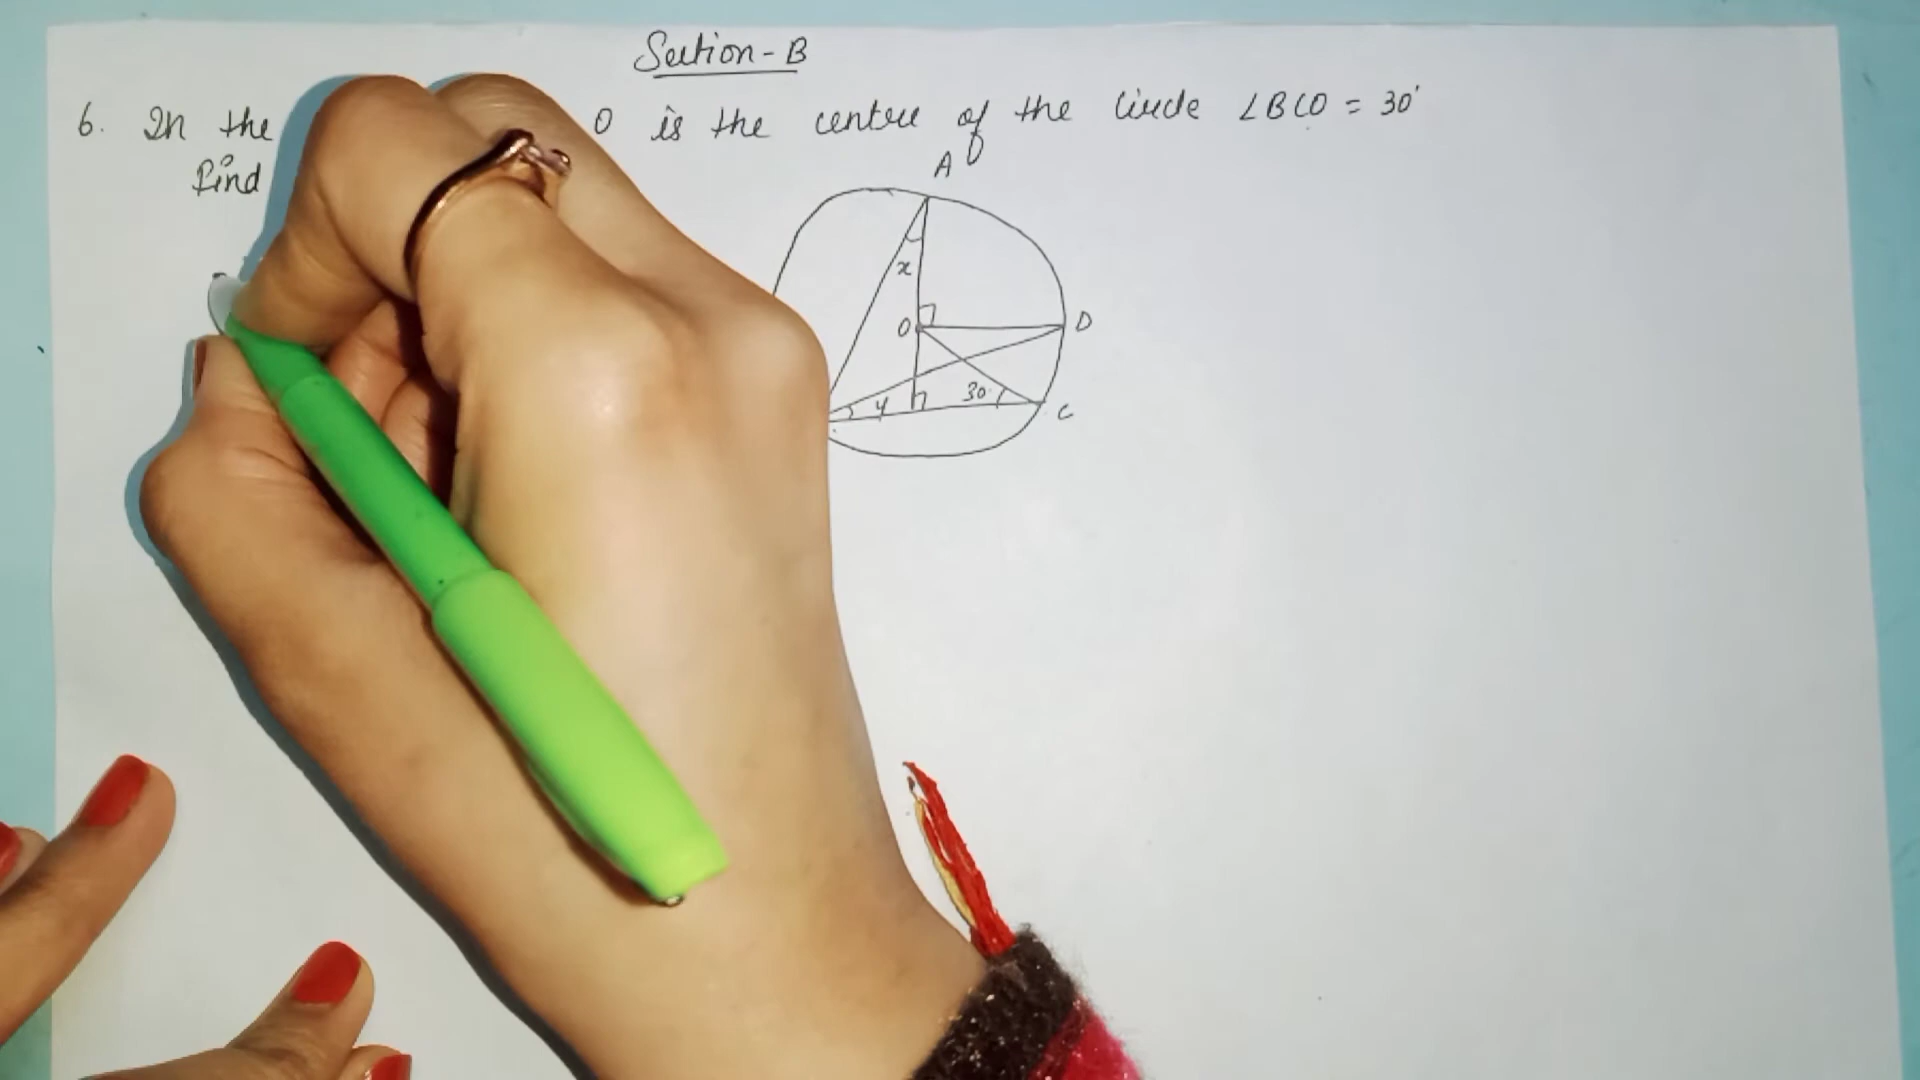 Section-B
6. In the O is the centre of the circle ∠BCO = 30°
find
A
x
O
D
y
30°
C